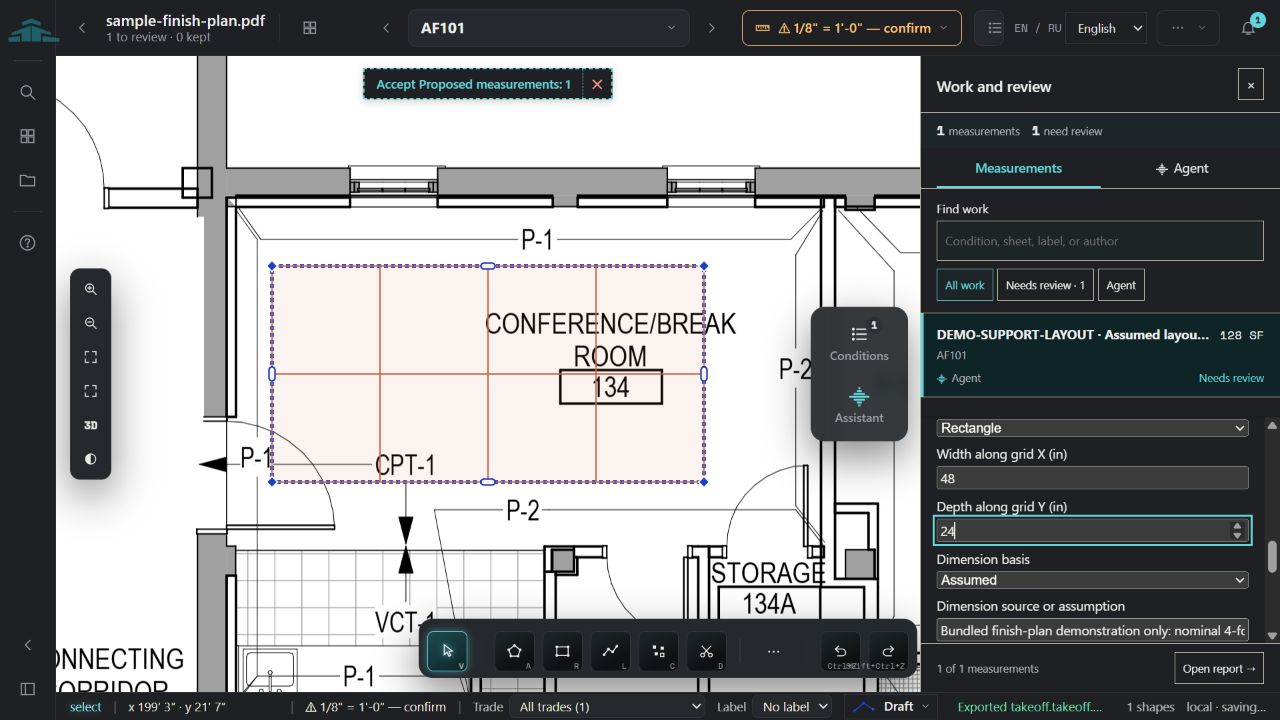 sample-finish-plan.pdf
1 to review · 0 kept
AF101
1/8" = 1'-0" — confirm
EN / RU
English
1
Accept Proposed measurements: 1
Work and review
1 measurements 1 need review
Measurements
Agent
Find work
Condition, sheet, label, or author
All work
Needs review · 1
Agent
DEMO-SUPPORT-LAYOUT · Assumed layou... 128 SF
AF101
Agent
Needs review
Rectangle
Width along grid X (in)
48
Depth along grid Y (in)
24
Dimension basis
Assumed
Dimension source or assumption
Bundled finish-plan demonstration only: nominal 4-fo
1 of 1 measurements
Open report →
P-1
CONFERENCE/BREAK
ROOM
134
P-2
P-1
CPT-1
P-2
STORAGE
134A
VCT-1
P-1
ONNECTING
ORRIDOR
3D
1
Conditions
Assistant
V
A
R
L
C
D
Ctrl+Z
Shift+Ctrl+Z
select
x 199' 3" · y 21' 7"
1/8" = 1'-0" — confirm
Trade
All trades (1)
Label
No label
Draft
Exported takeoff.takeoff....
1 shapes
local · saving...